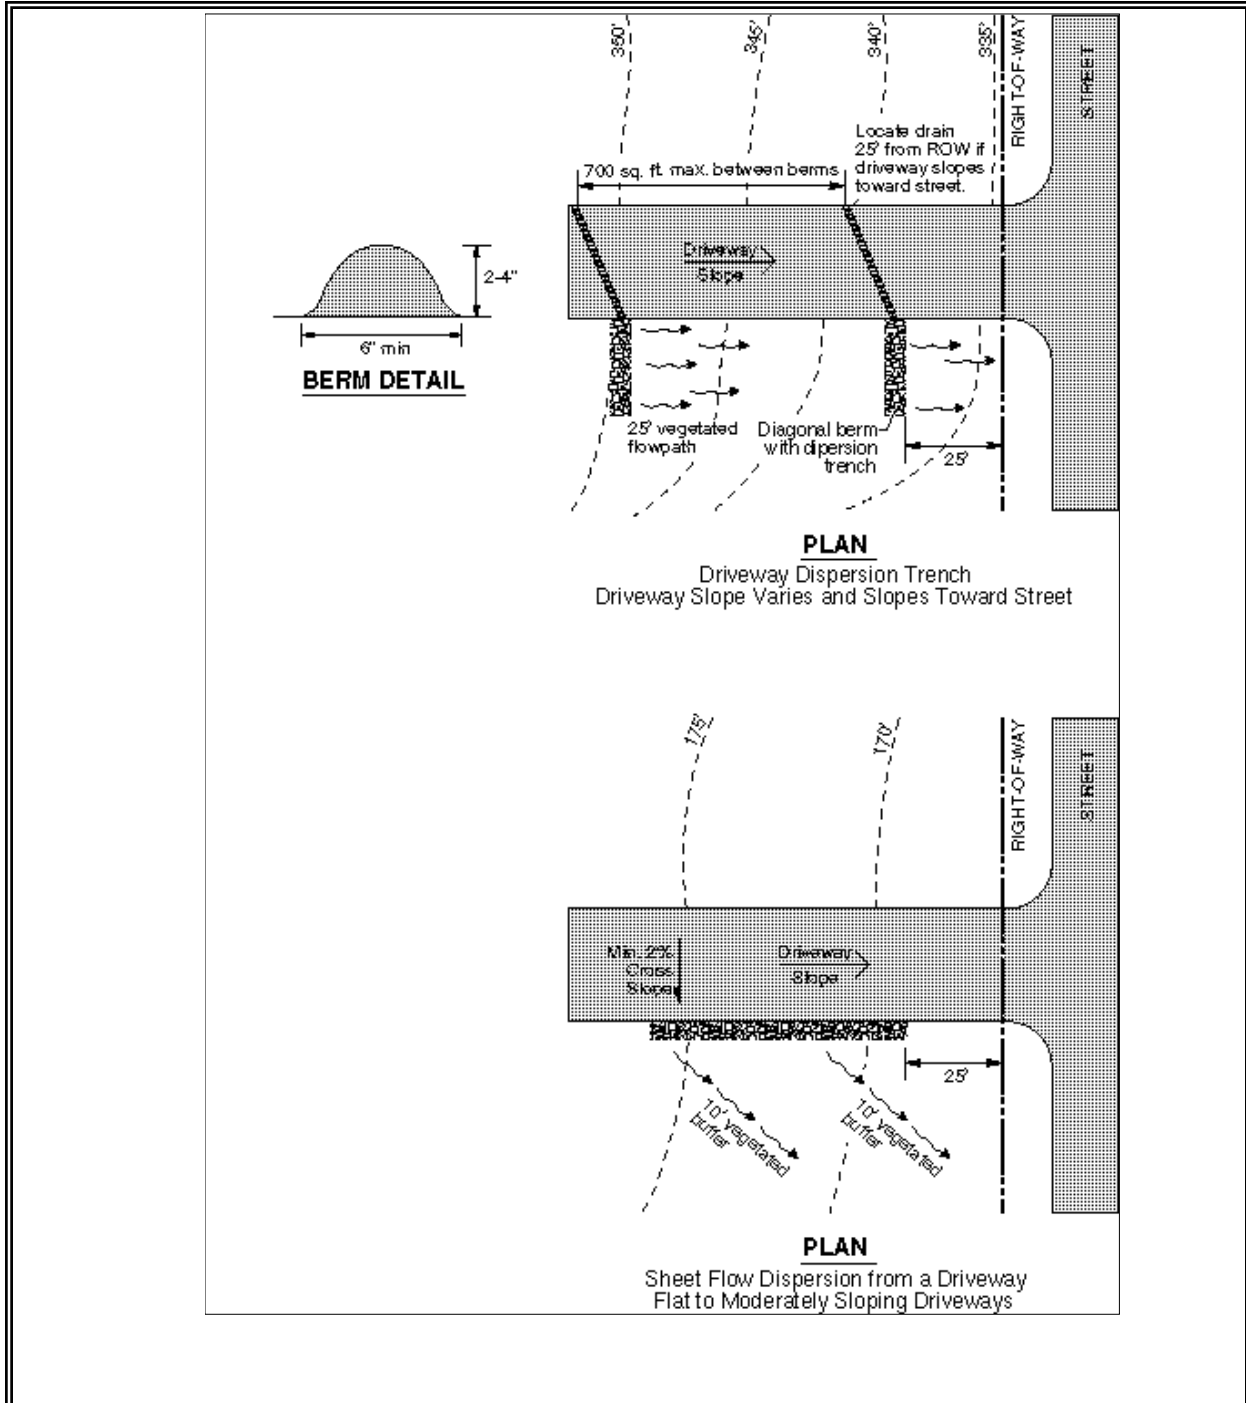 350'
345'
340'
335'
RIGHT-OF-WAY
STREET
Locate drain
25' from ROW if
driveway slopes
toward street.
700 sq. ft. max. between berms
Driveway
Slope
2-4"
6" min
BERM DETAIL
25' vegetated
flowpath
Diagonal berm
with dipersion
trench
25'
PLAN
Driveway Dispersion Trench
Driveway Slope Varies and Slopes Toward Street
175'
170'
RIGHT-OF-WAY
STREET
Min. 2%
Cross
Slope
Driveway
Slope
25'
10' vegetated
buffer
10' vegetated
buffer
PLAN
Sheet Flow Dispersion from a Driveway
Flat to Moderately Sloping Driveways